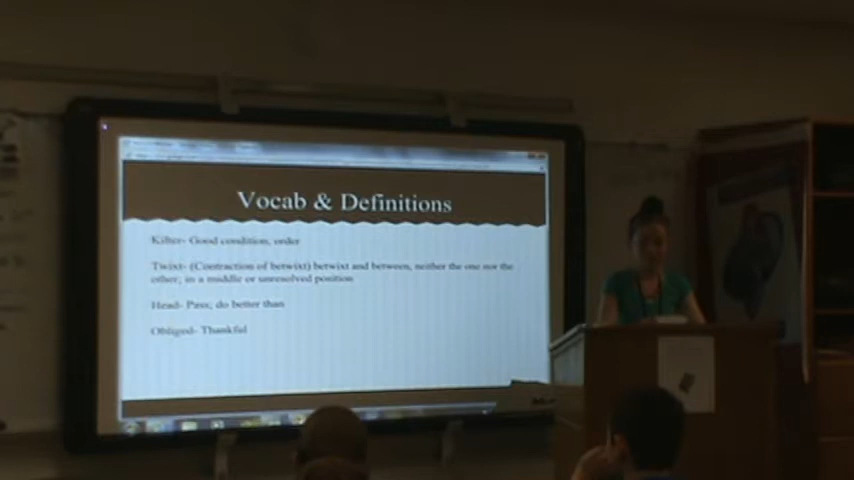 Vocab & Definitions
Kilter- Good condition, order
Twixt- (Contraction of betwixt) betwixt and between, neither the one nor the
other; in a middle or unresolved position
Head- Pass; do better than
Obliged- Thankful